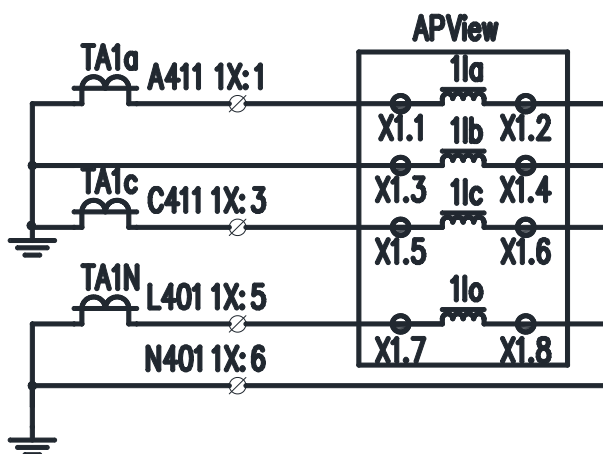 APView
TA1a
A411 1X:1
1Ia
X1.1
X1.2
1Ib
TA1c
C411 1X:3
X1.3
1Ic
X1.4
X1.5
X1.6
TA1N
L401 1X:5
1Io
N401 1X:6
X1.7
X1.8